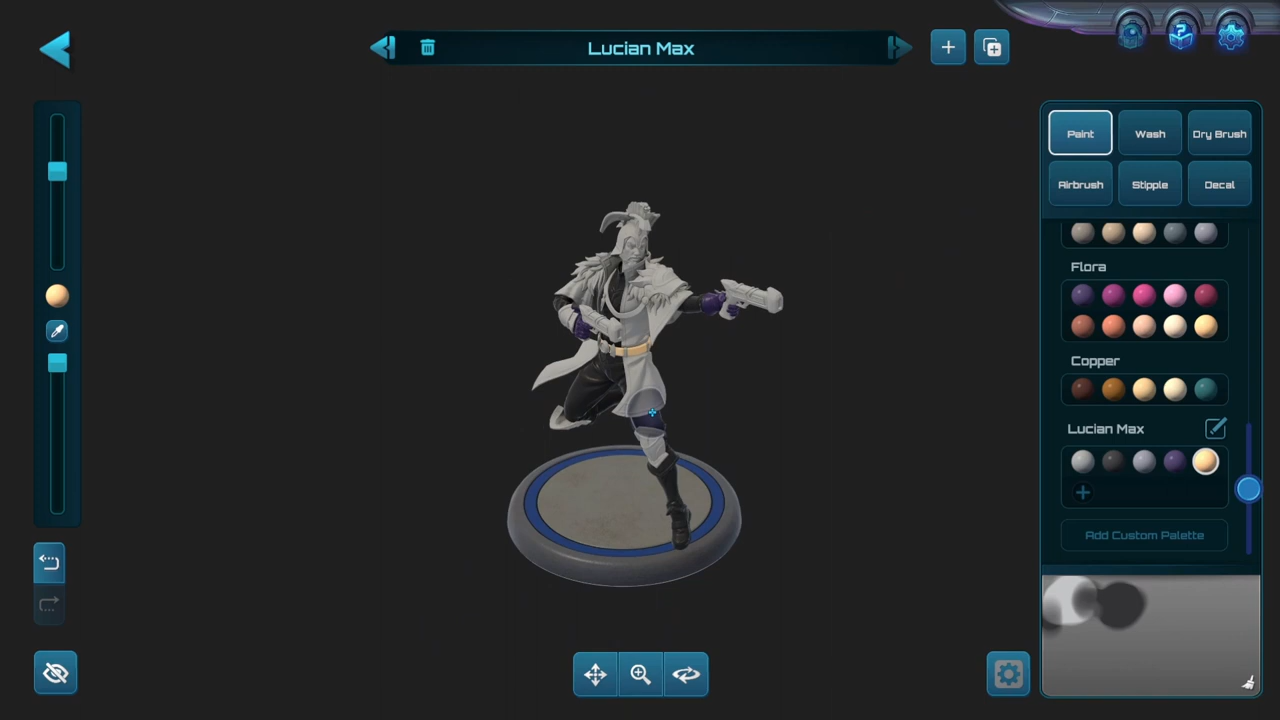 Lucian Max
Paint
Wash
Dry Brush
Airbrush
Stipple
Decal
Flora
Copper
Lucian Max
Add Custom Palette